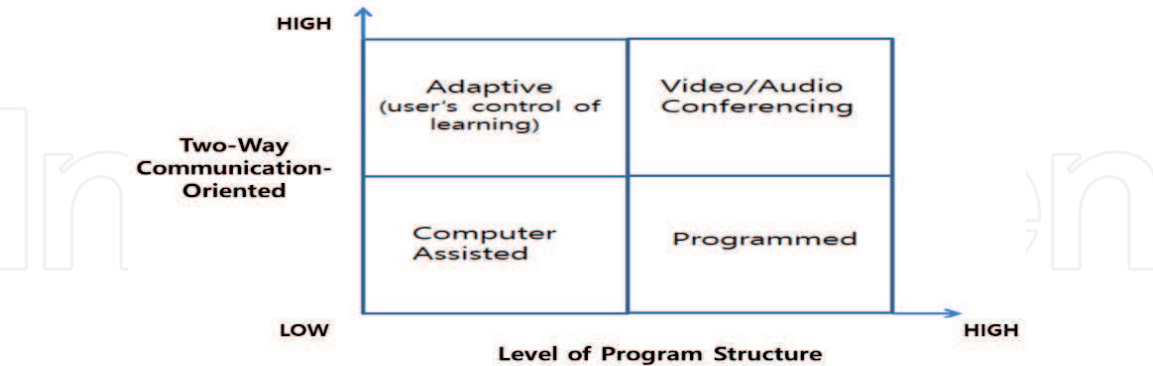 HIGH
Adaptive
(user's control of
learning)
Video/Audio
Conferencing
Two-Way
Communication-
Oriented
Computer
Assisted
Programmed
LOW
HIGH
Level of Program Structure